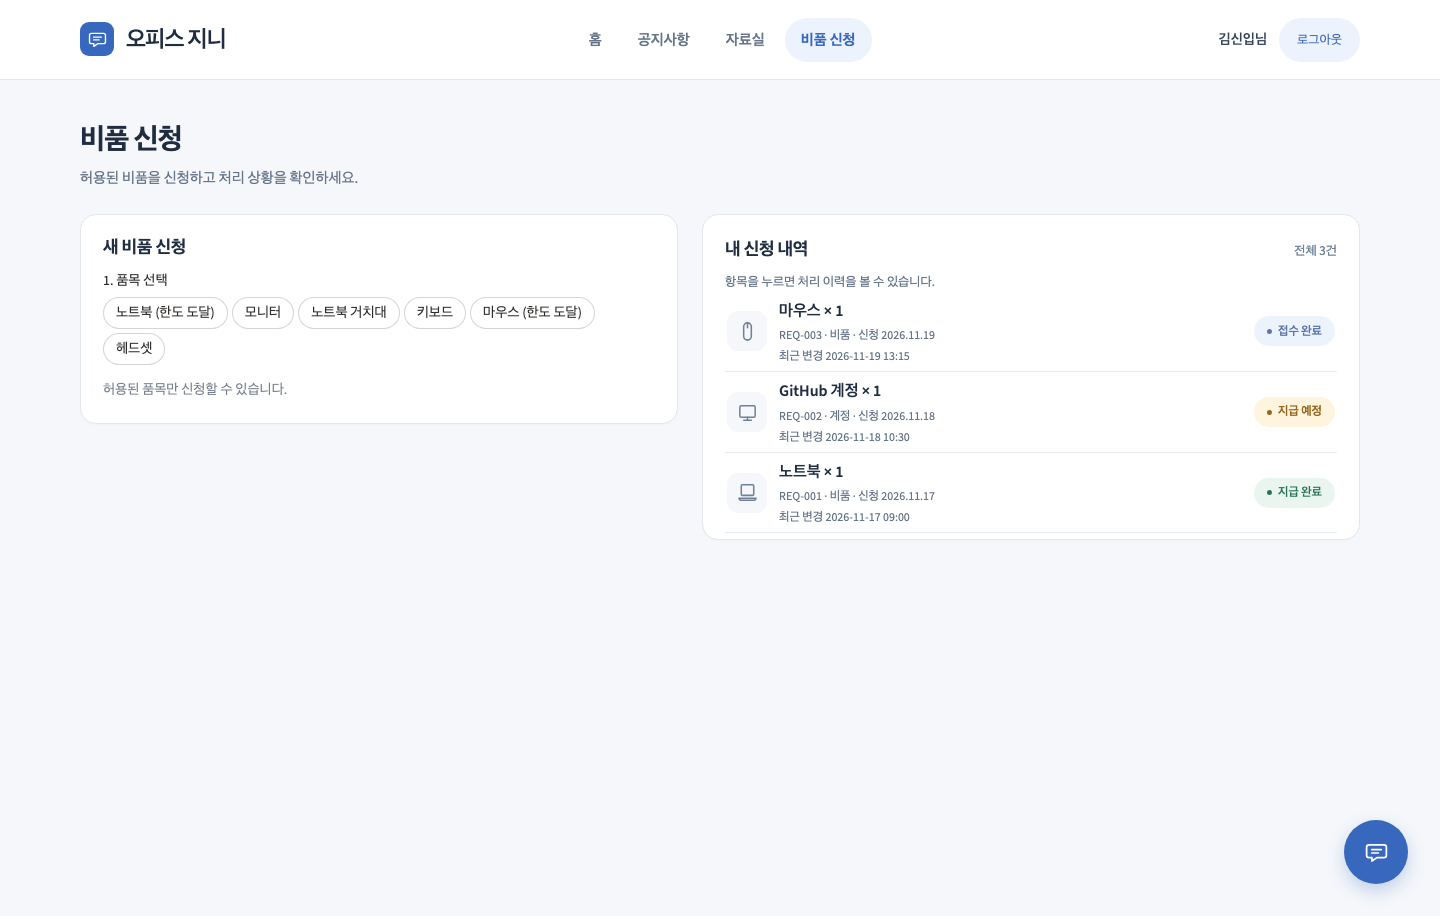 오피스 지니
홈
공지사항
자료실
비품 신청
김신입님
로그아웃
비품 신청
허용된 비품을 신청하고 처리 상황을 확인하세요.
새 비품 신청
1. 품목 선택
노트북 (한도 도달)
모니터
노트북 거치대
키보드
마우스 (한도 도달)
헤드셋
허용된 품목만 신청할 수 있습니다.
내 신청 내역
전체 3건
항목을 누르면 처리 이력을 볼 수 있습니다.
마우스 × 1
REQ-003 · 비품 · 신청 2026.11.19
최근 변경 2026-11-19 13:15
접수 완료
GitHub 계정 × 1
REQ-002 · 계정 · 신청 2026.11.18
최근 변경 2026-11-18 10:30
지급 예정
노트북 × 1
REQ-001 · 비품 · 신청 2026.11.17
최근 변경 2026-11-17 09:00
지급 완료